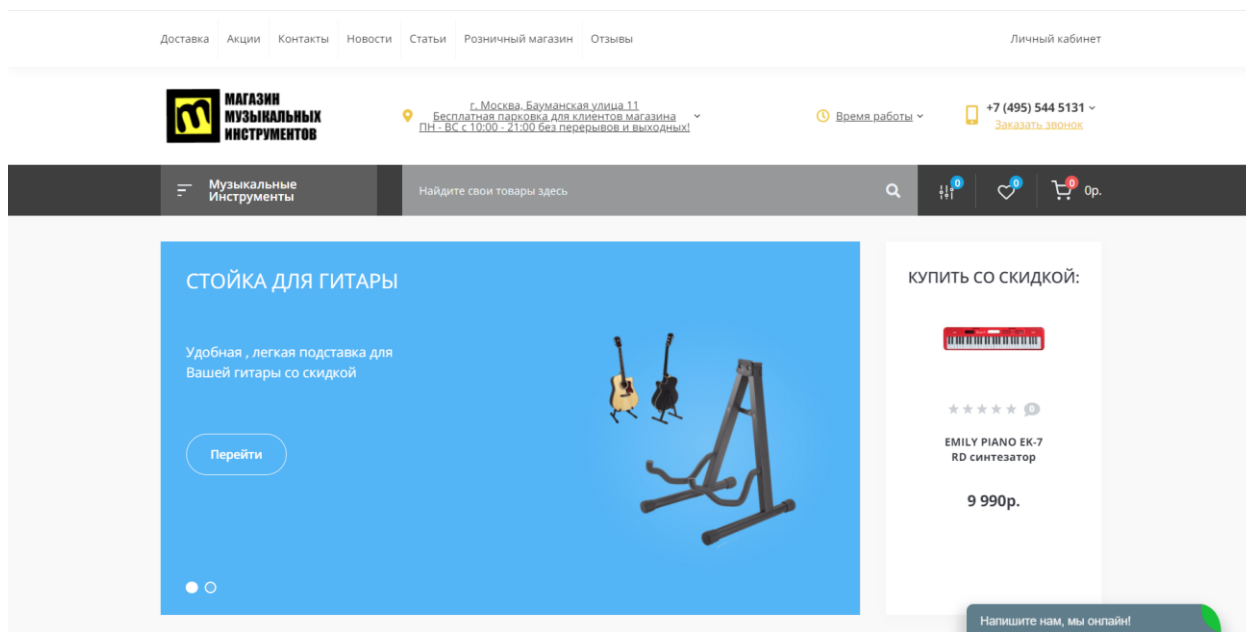 Доставка Акции Контакты Новости Статьи Розничный магазин Отзывы Личный кабинет
m МАГАЗИН
МУЗЫКАЛЬНЫХ
ИНСТРУМЕНТОВ
г. Москва, Бауманская улица 11
Бесплатная парковка для клиентов магазина
ПН - ВС с 10:00 - 21:00 без перерывов и выходных!
Время работы
+7 (495) 544 5131
Заказать звонок
Музыкальные
Инструменты
Найдите свои товары здесь
0
0
0
0р.
СТОЙКА ДЛЯ ГИТАРЫ
Удобная , легкая подставка для
Вашей гитары со скидкой
Перейти
КУПИТЬ СО СКИДКОЙ:
0
EMILY PIANO EK-7
RD синтезатор
9 990р.
Напишите нам, мы онлайн!